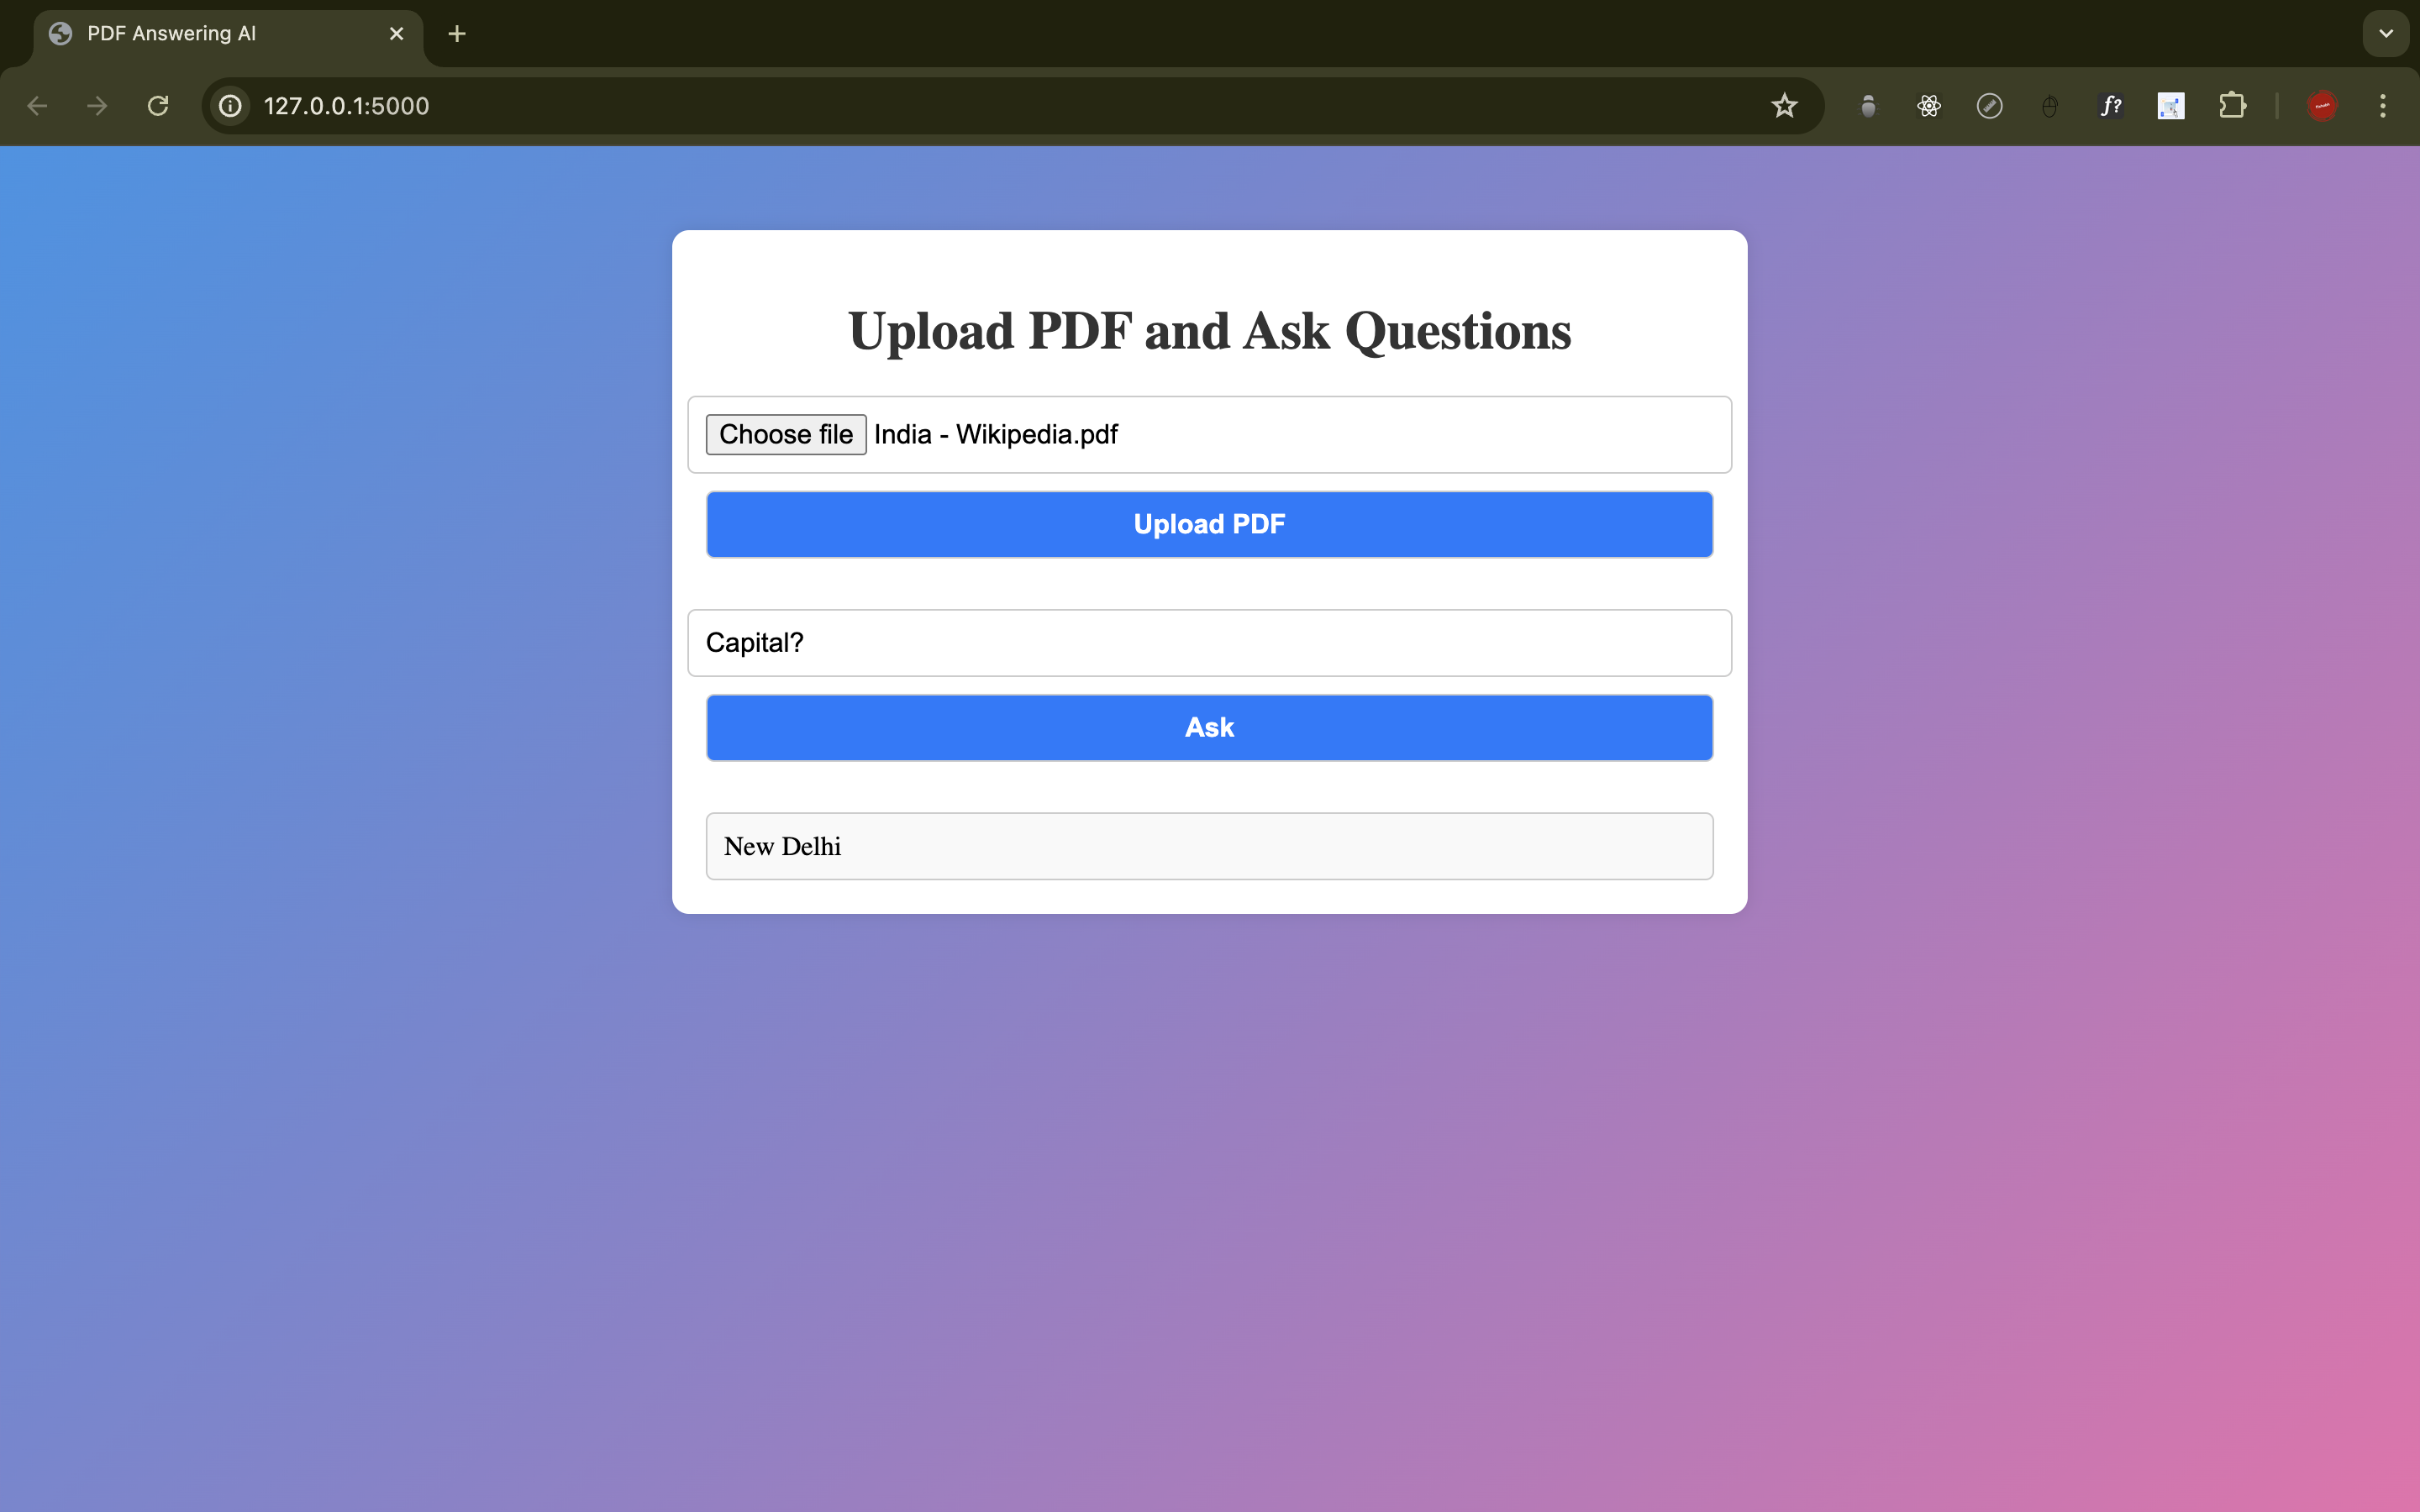 PDF Answering AI
127.0.0.1:5000
f?
Upload PDF and Ask Questions
Choose file India - Wikipedia.pdf
Upload PDF
Capital?
Ask
New Delhi